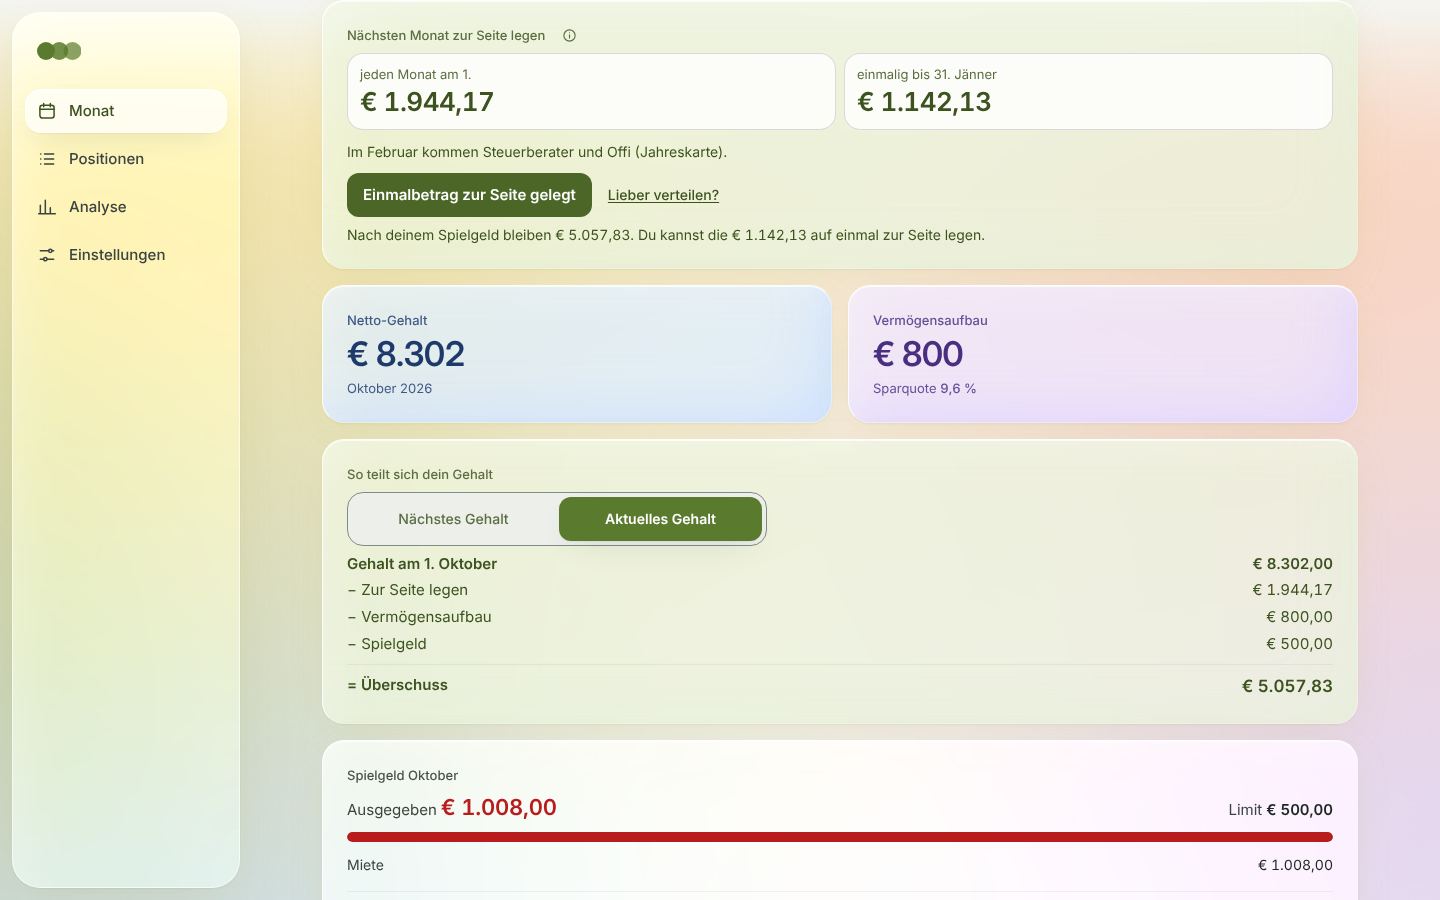 Monat
Positionen
Analyse
Einstellungen
Nächsten Monat zur Seite legen
jeden Monat am 1.
€ 1.944,17
einmalig bis 31. Jänner
€ 1.142,13
Im Februar kommen Steuerberater und Offi (Jahreskarte).
Einmalbetrag zur Seite gelegt
Lieber verteilen?
Nach deinem Spielgeld bleiben € 5.057,83. Du kannst die € 1.142,13 auf einmal zur Seite legen.
Netto-Gehalt
€ 8.302
Oktober 2026
Vermögensaufbau
€ 800
Sparquote 9,6 %
So teilt sich dein Gehalt
Nächstes Gehalt
Aktuelles Gehalt
Gehalt am 1. Oktober € 8.302,00
− Zur Seite legen € 1.944,17
− Vermögensaufbau € 800,00
− Spielgeld € 500,00
= Überschuss € 5.057,83
Spielgeld Oktober
Ausgegeben € 1.008,00 Limit € 500,00
Miete € 1.008,00